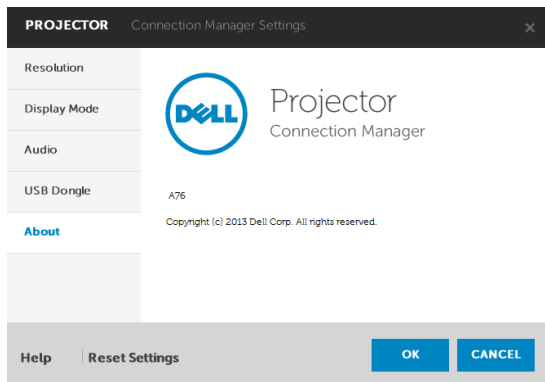 PROJECTOR Connection Manager Settings ×
Resolution
Display Mode
Audio
USB Dongle
About
DELL
Projector
Connection Manager
A76
Copyright (c) 2013 Dell Corp. All rights reserved.
Help Reset Settings OK CANCEL